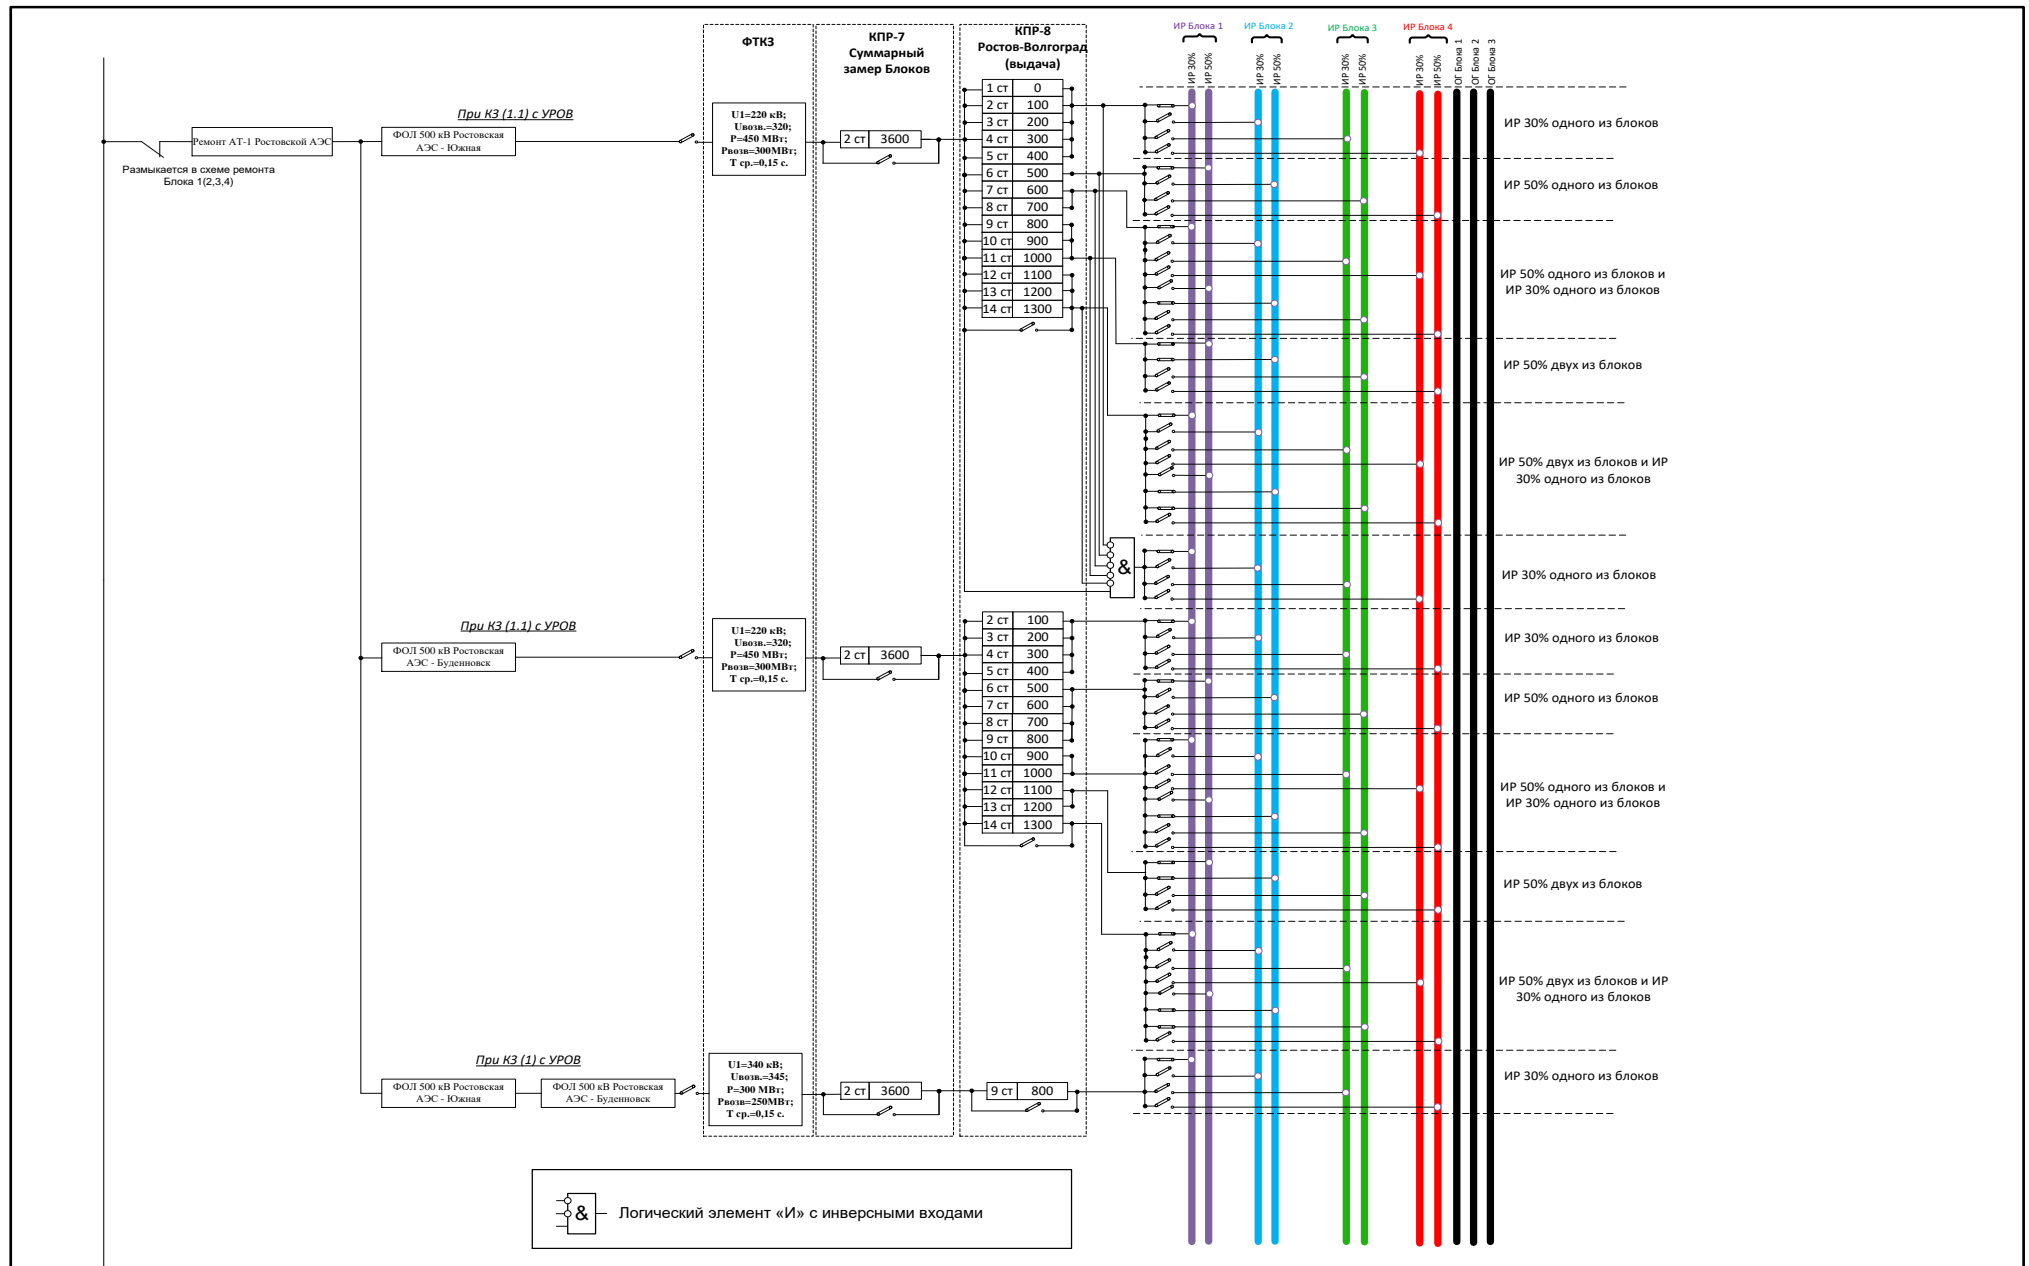 ФТКЗ
КПР-7
Суммарный
замер Блоков
КПР-8
Ростов-Волгоград
(выдача)
ИР Блока 1
ИР Блока 2
ИР Блока 3
ИР Блока 4
ИР 30%
ИР 50%
ИР 30%
ИР 50%
ИР 30%
ИР 50%
ИР 30%
ИР 50%
ОГ Блока 1
ОГ Блока 2
ОГ Блока 3
При КЗ (1.1) с УРОВ
Ремонт АТ-1 Ростовской АЭС
Размыкается в схеме ремонта
Блока 1(2,3,4)
ФОЛ 500 кВ Ростовская
АЭС - Южная
U1=220 кВ;
Uвозв.=320;
P=450 МВт;
Pвозв=300МВт;
Т ср.=0,15 с.
2 ст 3600
1 ст 0
2 ст 100
3 ст 200
4 ст 300
5 ст 400
6 ст 500
7 ст 600
8 ст 700
9 ст 800
10 ст 900
11 ст 1000
12 ст 1100
13 ст 1200
14 ст 1300
ИР 30% одного из блоков
ИР 50% одного из блоков
ИР 50% одного из блоков и
ИР 30% одного из блоков
ИР 50% двух из блоков
ИР 50% двух из блоков и ИР
30% одного из блоков
&
ИР 30% одного из блоков
При КЗ (1.1) с УРОВ
ФОЛ 500 кВ Ростовская
АЭС - Буденновск
U1=220 кВ;
Uвозв.=320;
P=450 МВт;
Pвозв=300МВт;
Т ср.=0,15 с.
2 ст 3600
2 ст 100
3 ст 200
4 ст 300
5 ст 400
6 ст 500
7 ст 600
8 ст 700
9 ст 800
10 ст 900
11 ст 1000
12 ст 1100
13 ст 1200
14 ст 1300
ИР 30% одного из блоков
ИР 50% одного из блоков
ИР 50% одного из блоков и
ИР 30% одного из блоков
ИР 50% двух из блоков
ИР 50% двух из блоков и ИР
30% одного из блоков
При КЗ (1) с УРОВ
ФОЛ 500 кВ Ростовская
АЭС - Южная
ФОЛ 500 кВ Ростовская
АЭС - Буденновск
U1=340 кВ;
Uвозв.=345;
P=300 МВт;
Pвозв=250МВт;
Т ср.=0,15 с.
2 ст 3600
9 ст 800
ИР 30% одного из блоков
&
Логический элемент «И» с инверсными входами